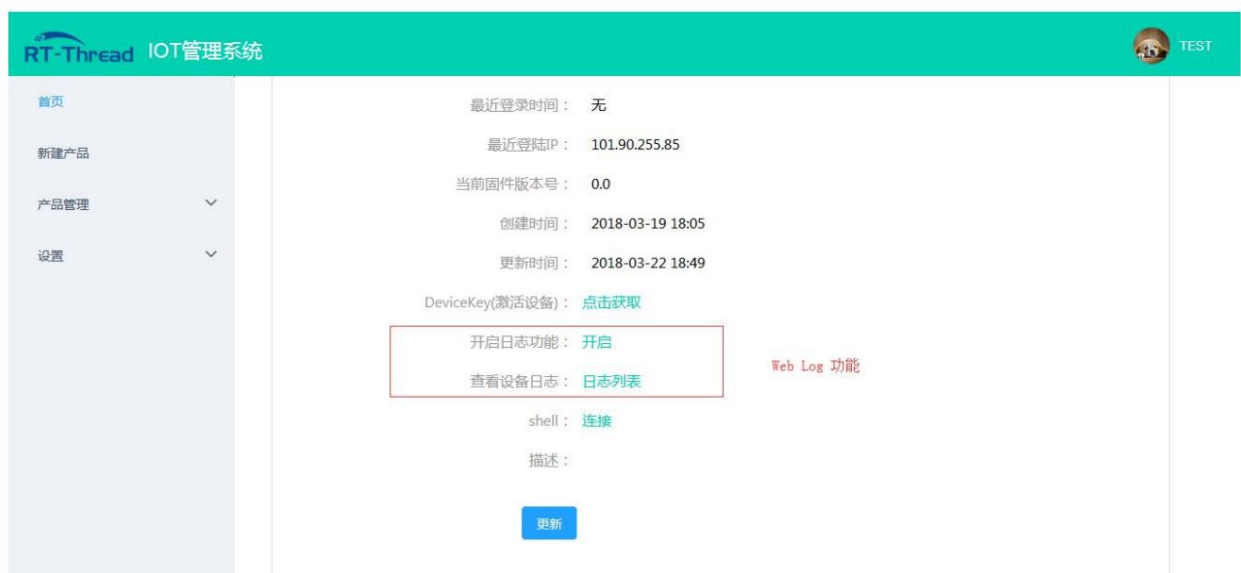 RT-Thread IOT管理系统 TEST
首页
新建产品
产品管理
设置
最近登录时间： 无
最近登陆IP： 101.90.255.85
当前固件版本号： 0.0
创建时间： 2018-03-19 18:05
更新时间： 2018-03-22 18:49
DeviceKey(激活设备)： 点击获取
开启日志功能： 开启
查看设备日志： 日志列表
Web Log 功能
shell： 连接
描述：
更新